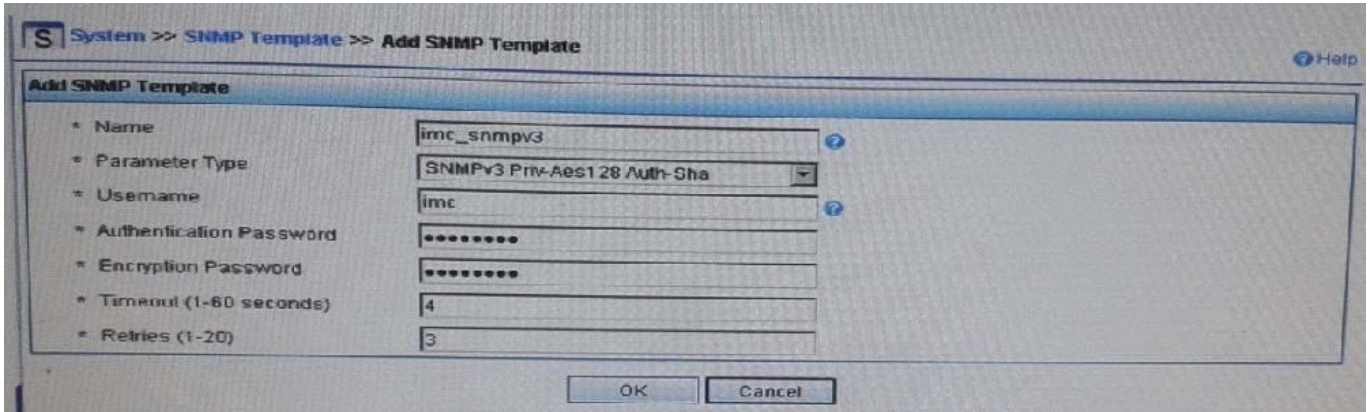 S System >> SNMP Template >> Add SNMP Template
? Help
Add SNMP Template
* Name imc_snmpv3 ?
* Parameter Type SNMPv3 Priv-Aes128 Auth-Sha
* Username imc ?
* Authentication Password ••••••••
* Encryption Password ••••••••
* Timeout (1-60 seconds) 4
* Retries (1-20) 3
OK Cancel